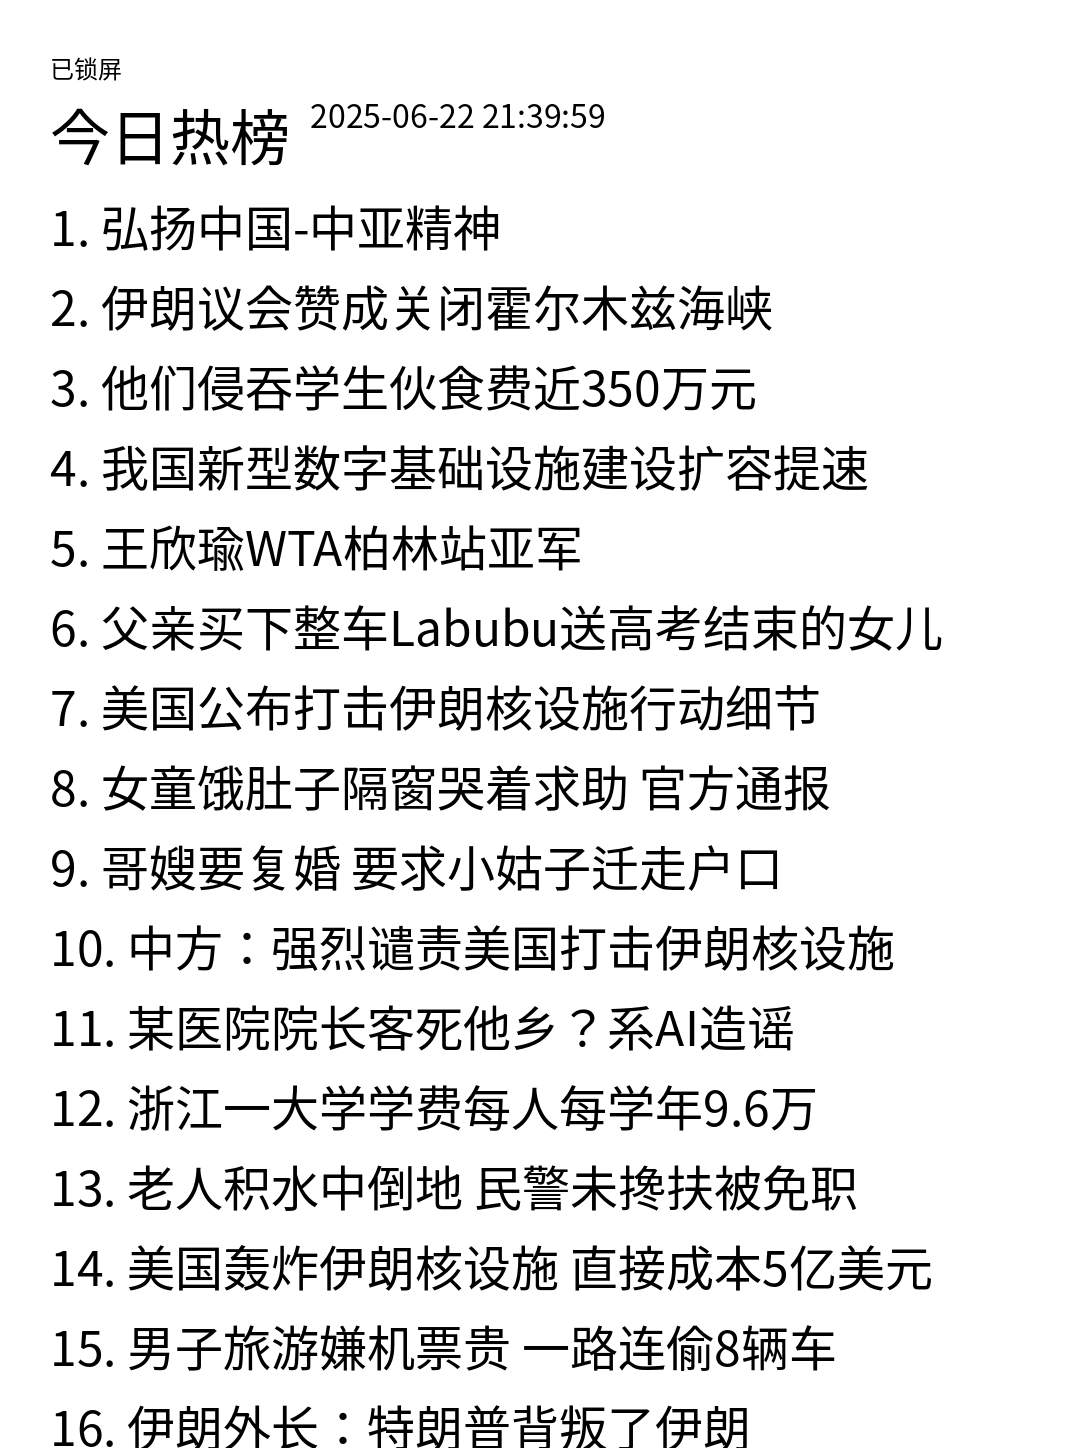 已锁屏
今日热榜 2025-06-22 21:39:59
1. 弘扬中国-中亚精神
2. 伊朗议会赞成关闭霍尔木兹海峡
3. 他们侵吞学生伙食费近350万元
4. 我国新型数字基础设施建设扩容提速
5. 王欣瑜WTA柏林站亚军
6. 父亲买下整车Labubu送高考结束的女儿
7. 美国公布打击伊朗核设施行动细节
8. 女童饿肚子隔窗哭着求助 官方通报
9. 哥嫂要复婚 要求小姑子迁走户口
10. 中方：强烈谴责美国打击伊朗核设施
11. 某医院院长客死他乡？系AI造谣
12. 浙江一大学学费每人每学年9.6万
13. 老人积水中倒地 民警未搀扶被免职
14. 美国轰炸伊朗核设施 直接成本5亿美元
15. 男子旅游嫌机票贵 一路连偷8辆车
16. 伊朗外长：特朗普背叛了伊朗